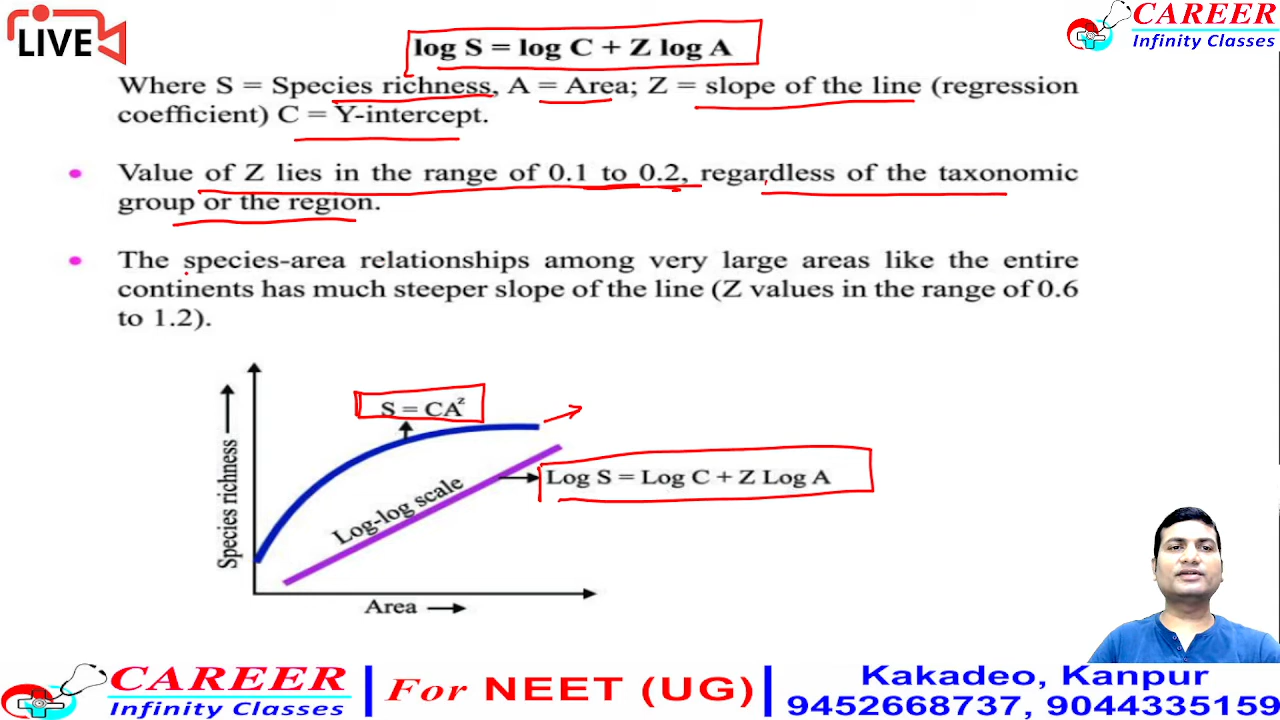 LIVE
CAREER
Infinity Classes
log S = log C + Z log A
Where S = Species richness, A = Area; Z = slope of the line (regression
coefficient) C = Y-intercept.
• Value of Z lies in the range of 0.1 to 0.2, regardless of the taxonomic
group or the region.
• The species-area relationships among very large areas like the entire
continents has much steeper slope of the line (Z values in the range of 0.6
to 1.2).
S = CA^z
Log S = Log C + Z Log A
Log-log scale
Species richness
Area
CAREER
Infinity Classes
For NEET (UG)
Kakadeo, Kanpur
9452668737, 9044335159